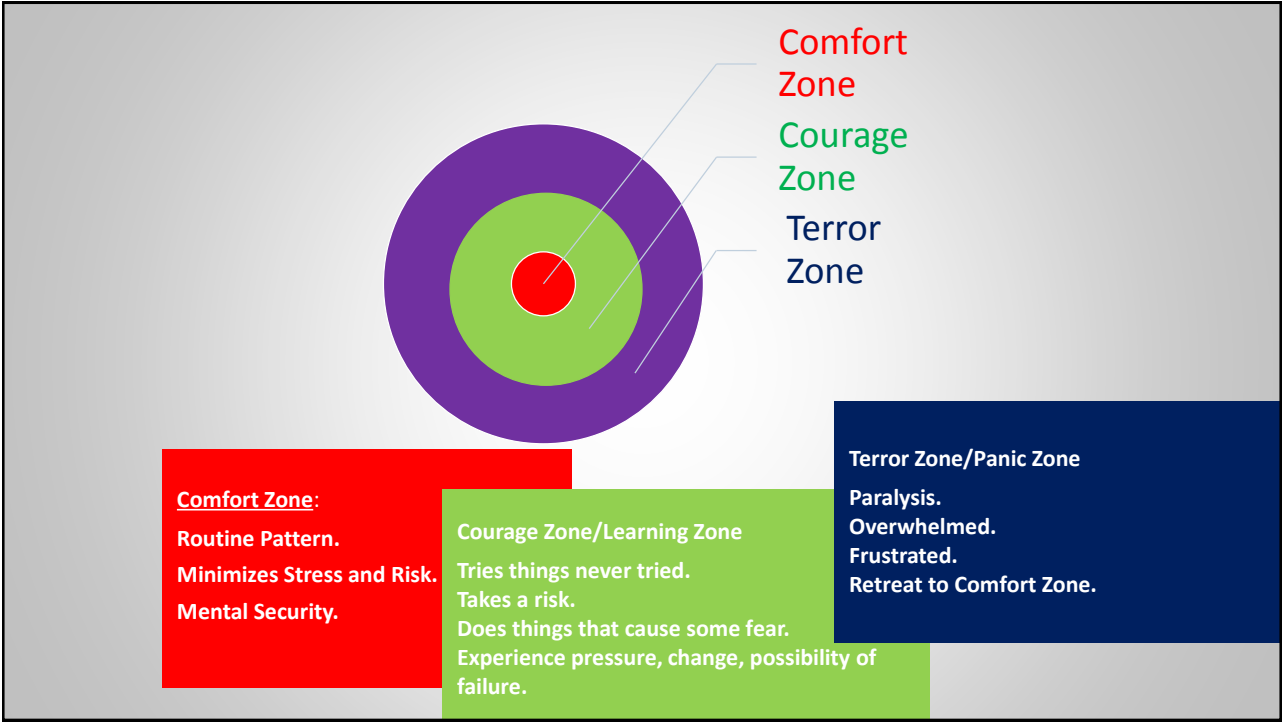 Comfort
Zone
Courage
Zone
Terror
Zone
Comfort Zone:
Routine Pattern.
Minimizes Stress and Risk.
Mental Security.
Courage Zone/Learning Zone
Tries things never tried.
Takes a risk.
Does things that cause some fear.
Experience pressure, change, possibility of
failure.
Terror Zone/Panic Zone
Paralysis.
Overwhelmed.
Frustrated.
Retreat to Comfort Zone.